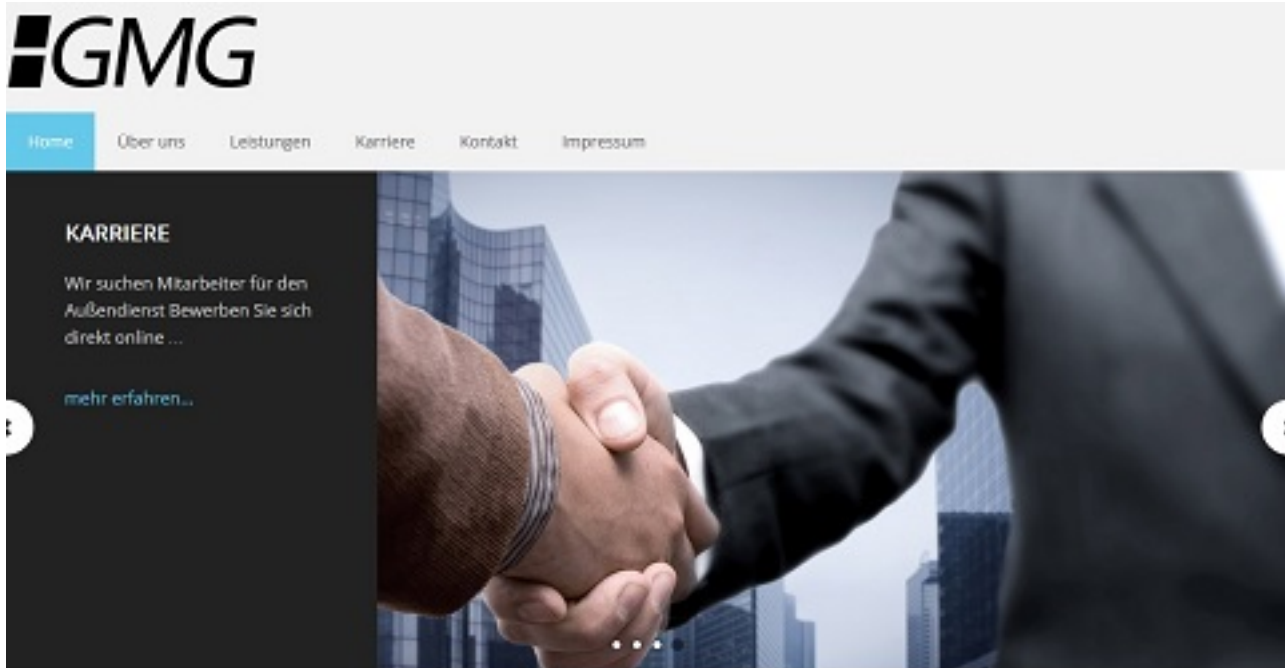 GMG
Home Über uns Leistungen Karriere Kontakt Impressum
KARRIERE
Wir suchen Mitarbeiter für den
Außendienst Bewerben Sie sich
direkt online ...
mehr erfahren...